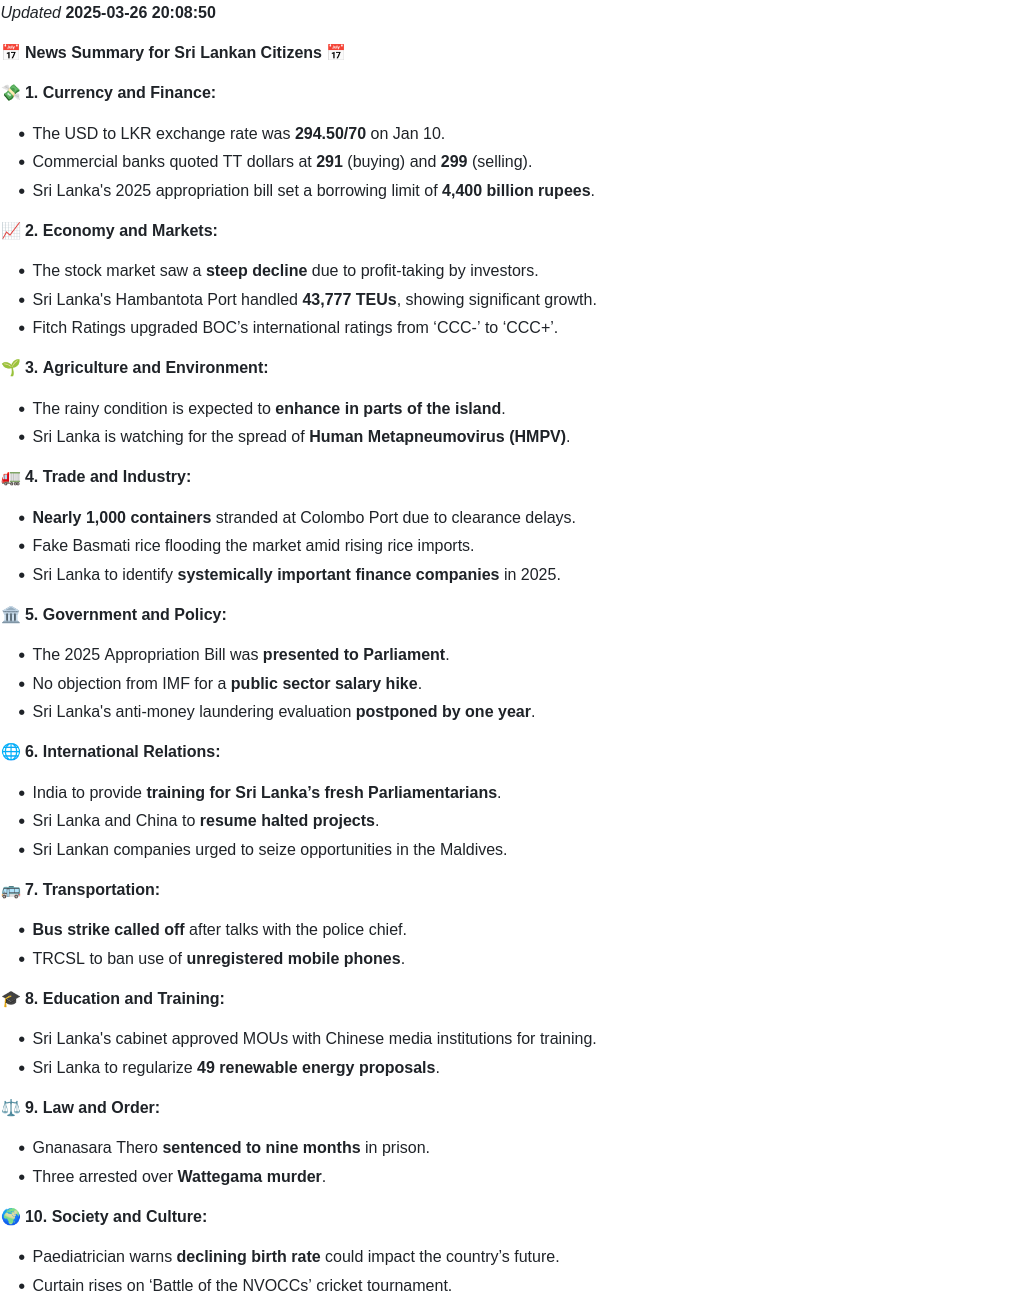 Updated 2025-03-26 20:08:50
📅 News Summary for Sri Lankan Citizens 📅
💸 1. Currency and Finance:
• The USD to LKR exchange rate was 294.50/70 on Jan 10.
• Commercial banks quoted TT dollars at 291 (buying) and 299 (selling).
• Sri Lanka's 2025 appropriation bill set a borrowing limit of 4,400 billion rupees.
📈 2. Economy and Markets:
• The stock market saw a steep decline due to profit-taking by investors.
• Sri Lanka's Hambantota Port handled 43,777 TEUs, showing significant growth.
• Fitch Ratings upgraded BOC’s international ratings from ‘CCC-’ to ‘CCC+’.
🌱 3. Agriculture and Environment:
• The rainy condition is expected to enhance in parts of the island.
• Sri Lanka is watching for the spread of Human Metapneumovirus (HMPV).
🚛 4. Trade and Industry:
• Nearly 1,000 containers stranded at Colombo Port due to clearance delays.
• Fake Basmati rice flooding the market amid rising rice imports.
• Sri Lanka to identify systemically important finance companies in 2025.
🏛️ 5. Government and Policy:
• The 2025 Appropriation Bill was presented to Parliament.
• No objection from IMF for a public sector salary hike.
• Sri Lanka's anti-money laundering evaluation postponed by one year.
🌐 6. International Relations:
• India to provide training for Sri Lanka’s fresh Parliamentarians.
• Sri Lanka and China to resume halted projects.
• Sri Lankan companies urged to seize opportunities in the Maldives.
🚌 7. Transportation:
• Bus strike called off after talks with the police chief.
• TRCSL to ban use of unregistered mobile phones.
🎓 8. Education and Training:
• Sri Lanka's cabinet approved MOUs with Chinese media institutions for training.
• Sri Lanka to regularize 49 renewable energy proposals.
⚖️ 9. Law and Order:
• Gnanasara Thero sentenced to nine months in prison.
• Three arrested over Wattegama murder.
🌍 10. Society and Culture:
• Paediatrician warns declining birth rate could impact the country’s future.
• Curtain rises on ‘Battle of the NVOCCs’ cricket tournament.